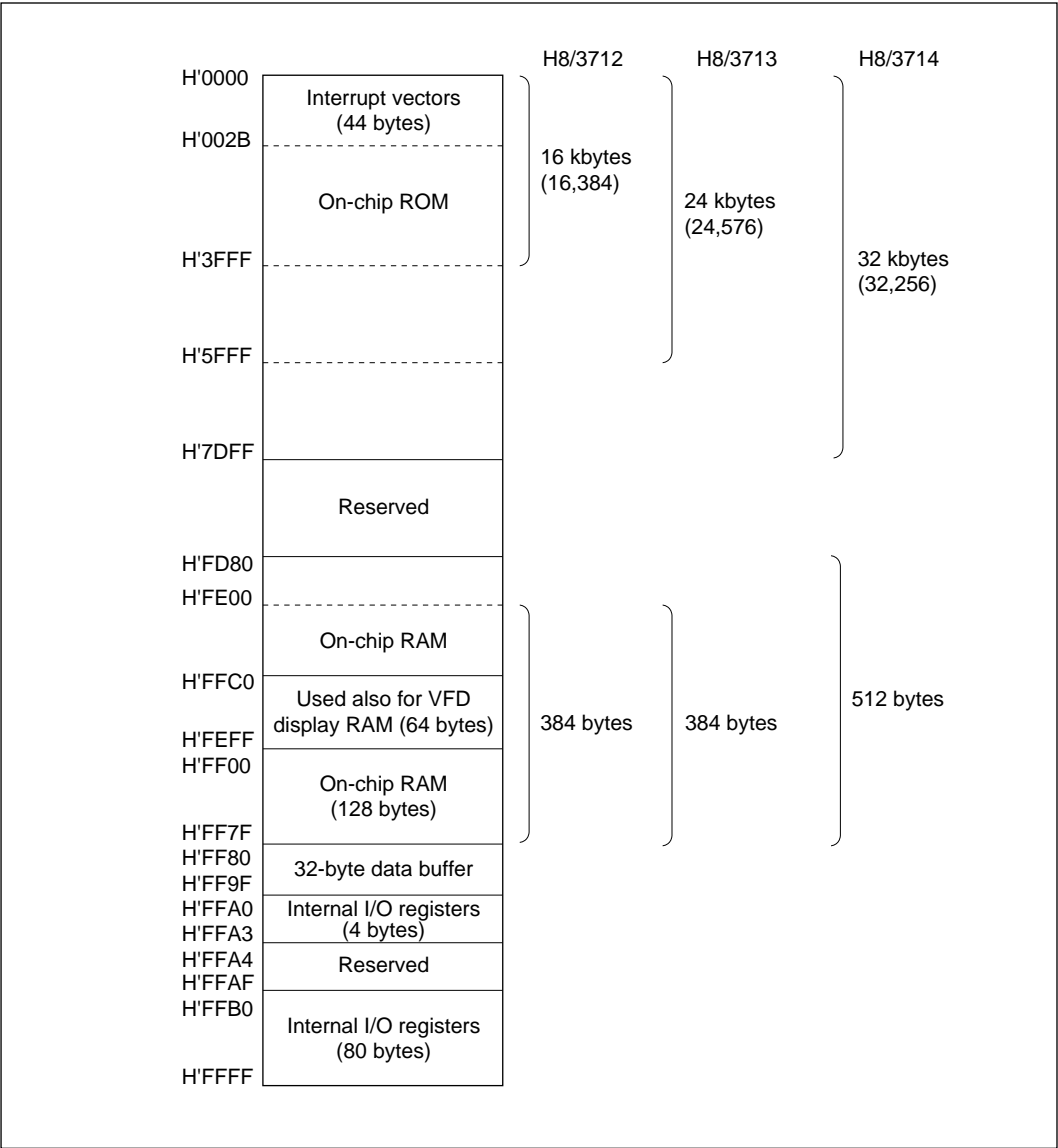 H8/3712 H8/3713 H8/3714
H'0000
Interrupt vectors
(44 bytes)
H'002B
16 kbytes
(16,384)
On-chip ROM
24 kbytes
(24,576)
H'3FFF
32 kbytes
(32,256)
H'5FFF
H'7DFF
Reserved
H'FD80
H'FE00
On-chip RAM
H'FFC0
Used also for VFD
display RAM (64 bytes)
384 bytes
384 bytes
512 bytes
H'FEFF
H'FF00
On-chip RAM
(128 bytes)
H'FF7F
H'FF80
32-byte data buffer
H'FF9F
H'FFA0
Internal I/O registers
(4 bytes)
H'FFA3
H'FFA4
Reserved
H'FFAF
H'FFB0
Internal I/O registers
(80 bytes)
H'FFFF